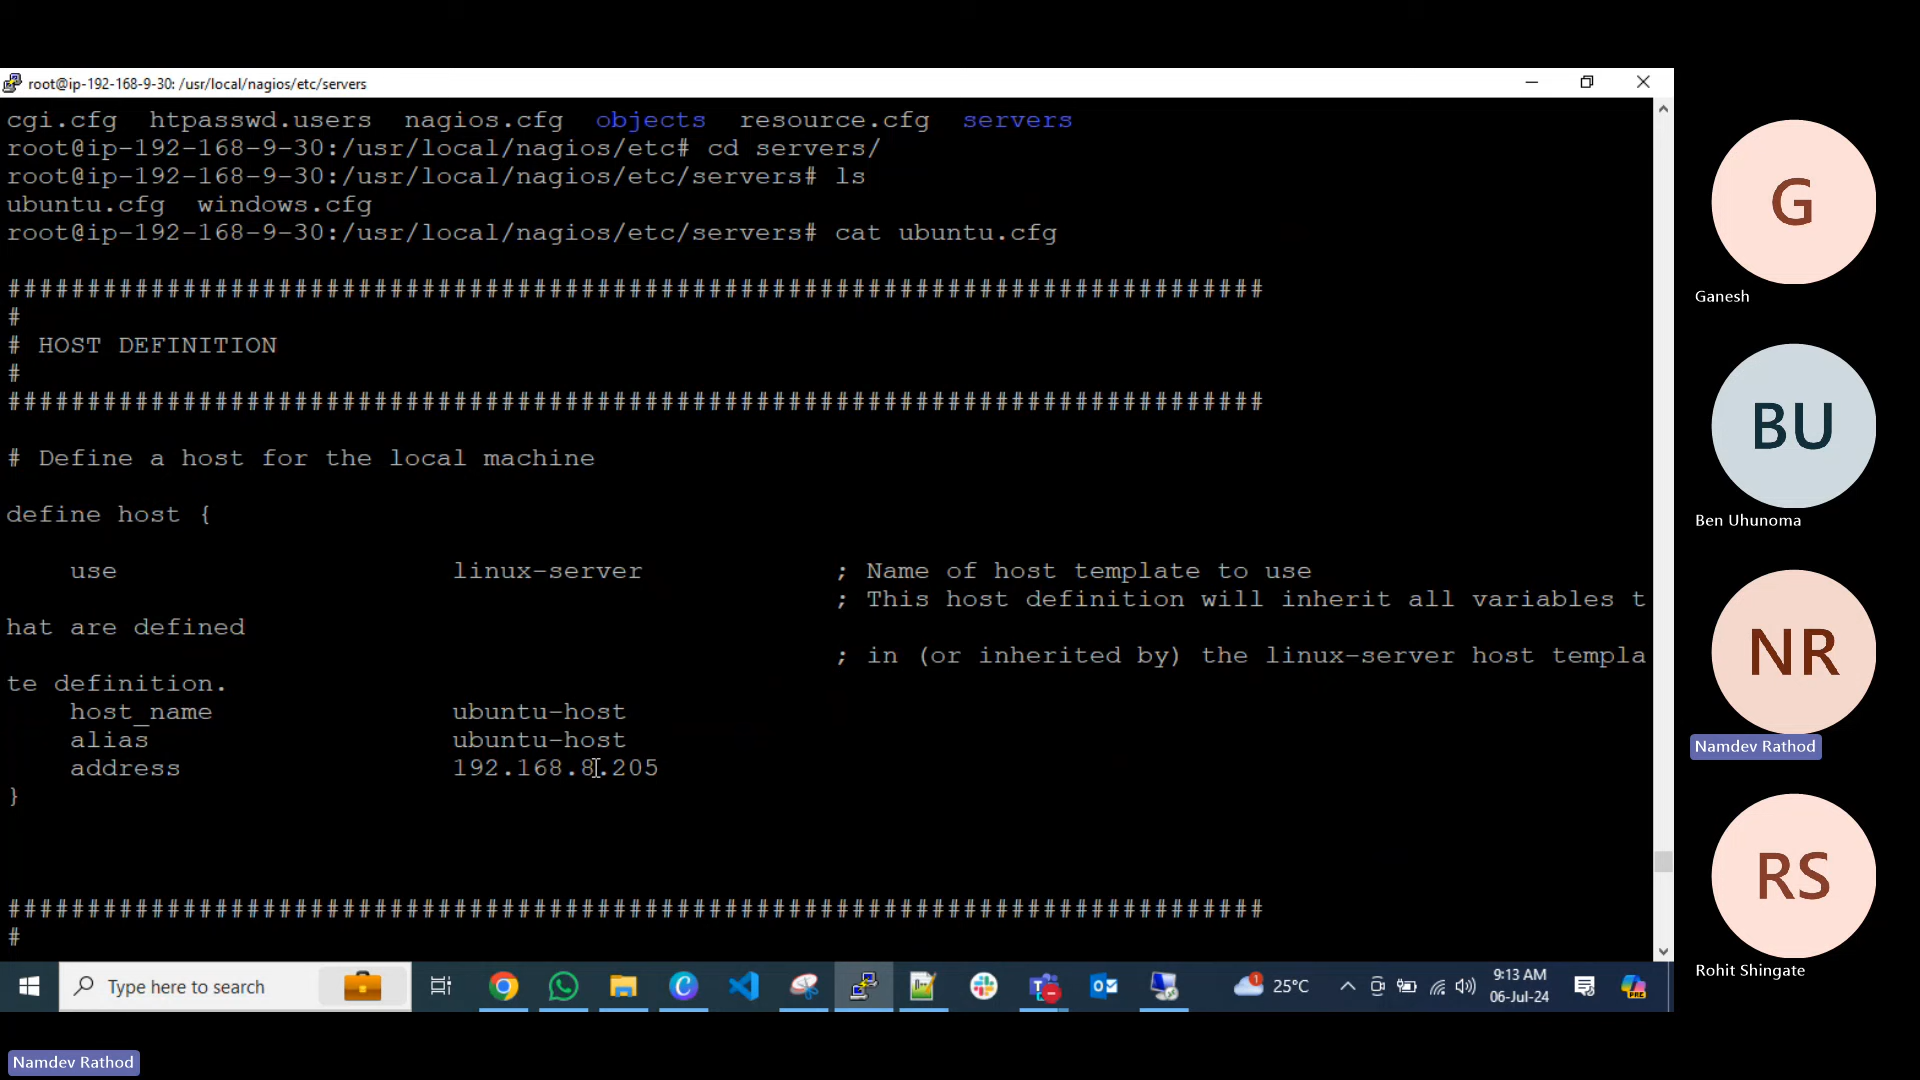 root@ip-192-168-9-30: /usr/local/nagios/etc/servers
cgi.cfg  htpasswd.users  nagios.cfg  objects  resource.cfg  servers
root@ip-192-168-9-30:/usr/local/nagios/etc# cd servers/
root@ip-192-168-9-30:/usr/local/nagios/etc/servers# ls
ubuntu.cfg  windows.cfg
root@ip-192-168-9-30:/usr/local/nagios/etc/servers# cat ubuntu.cfg
###############################################################################
#
# HOST DEFINITION
#
###############################################################################
# Define a host for the local machine
define host {
    use                     linux-server            ; Name of host template to use
                                                    ; This host definition will inherit all variables t
hat are defined
                                                    ; in (or inherited by) the linux-server host templa
te definition.
    host_name               ubuntu-host
    alias                   ubuntu-host
    address                 192.168.8.205
}
###############################################################################
#
Type here to search
1
25°C
PRE
9:13 AM
06-Jul-24
G
Ganesh
BU
Ben Uhunoma
NR
Namdev Rathod
RS
Rohit Shingate
Namdev Rathod